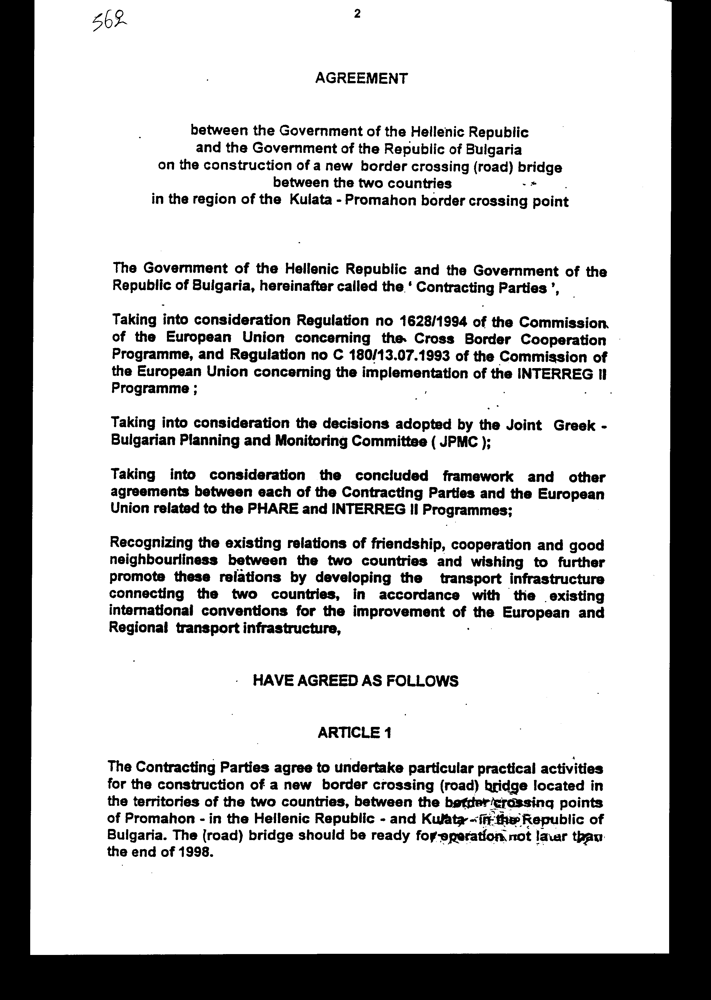 562
2
AGREEMENT
between the Government of the Hellenic Republic
and the Government of the Republic of Bulgaria
on the construction of a new border crossing (road) bridge
between the two countries
in the region of the Kulata - Promahon border crossing point
The Government of the Hellenic Republic and the Government of the
Republic of Bulgaria, hereinafter called the ‘ Contracting Parties ’,
Taking into consideration Regulation no 1628/1994 of the Commission
of the European Union concerning the Cross Border Cooperation
Programme, and Regulation no C 180/13.07.1993 of the Commission of
the European Union concerning the implementation of the INTERREG II
Programme ;
Taking into consideration the decisions adopted by the Joint Greek -
Bulgarian Planning and Monitoring Committee ( JPMC );
Taking into consideration the concluded framework and other
agreements between each of the Contracting Parties and the European
Union related to the PHARE and INTERREG II Programmes;
Recognizing the existing relations of friendship, cooperation and good
neighbourliness between the two countries and wishing to further
promote these relations by developing the transport infrastructure
connecting the two countries, in accordance with the existing
international conventions for the improvement of the European and
Regional transport infrastructure,
HAVE AGREED AS FOLLOWS
ARTICLE 1
The Contracting Parties agree to undertake particular practical activities
for the construction of a new border crossing (road) bridge located in
the territories of the two countries, between the border crossing points
of Promahon - in the Hellenic Republic - and Kulata - in the Republic of
Bulgaria. The (road) bridge should be ready for operation not later than
the end of 1998.